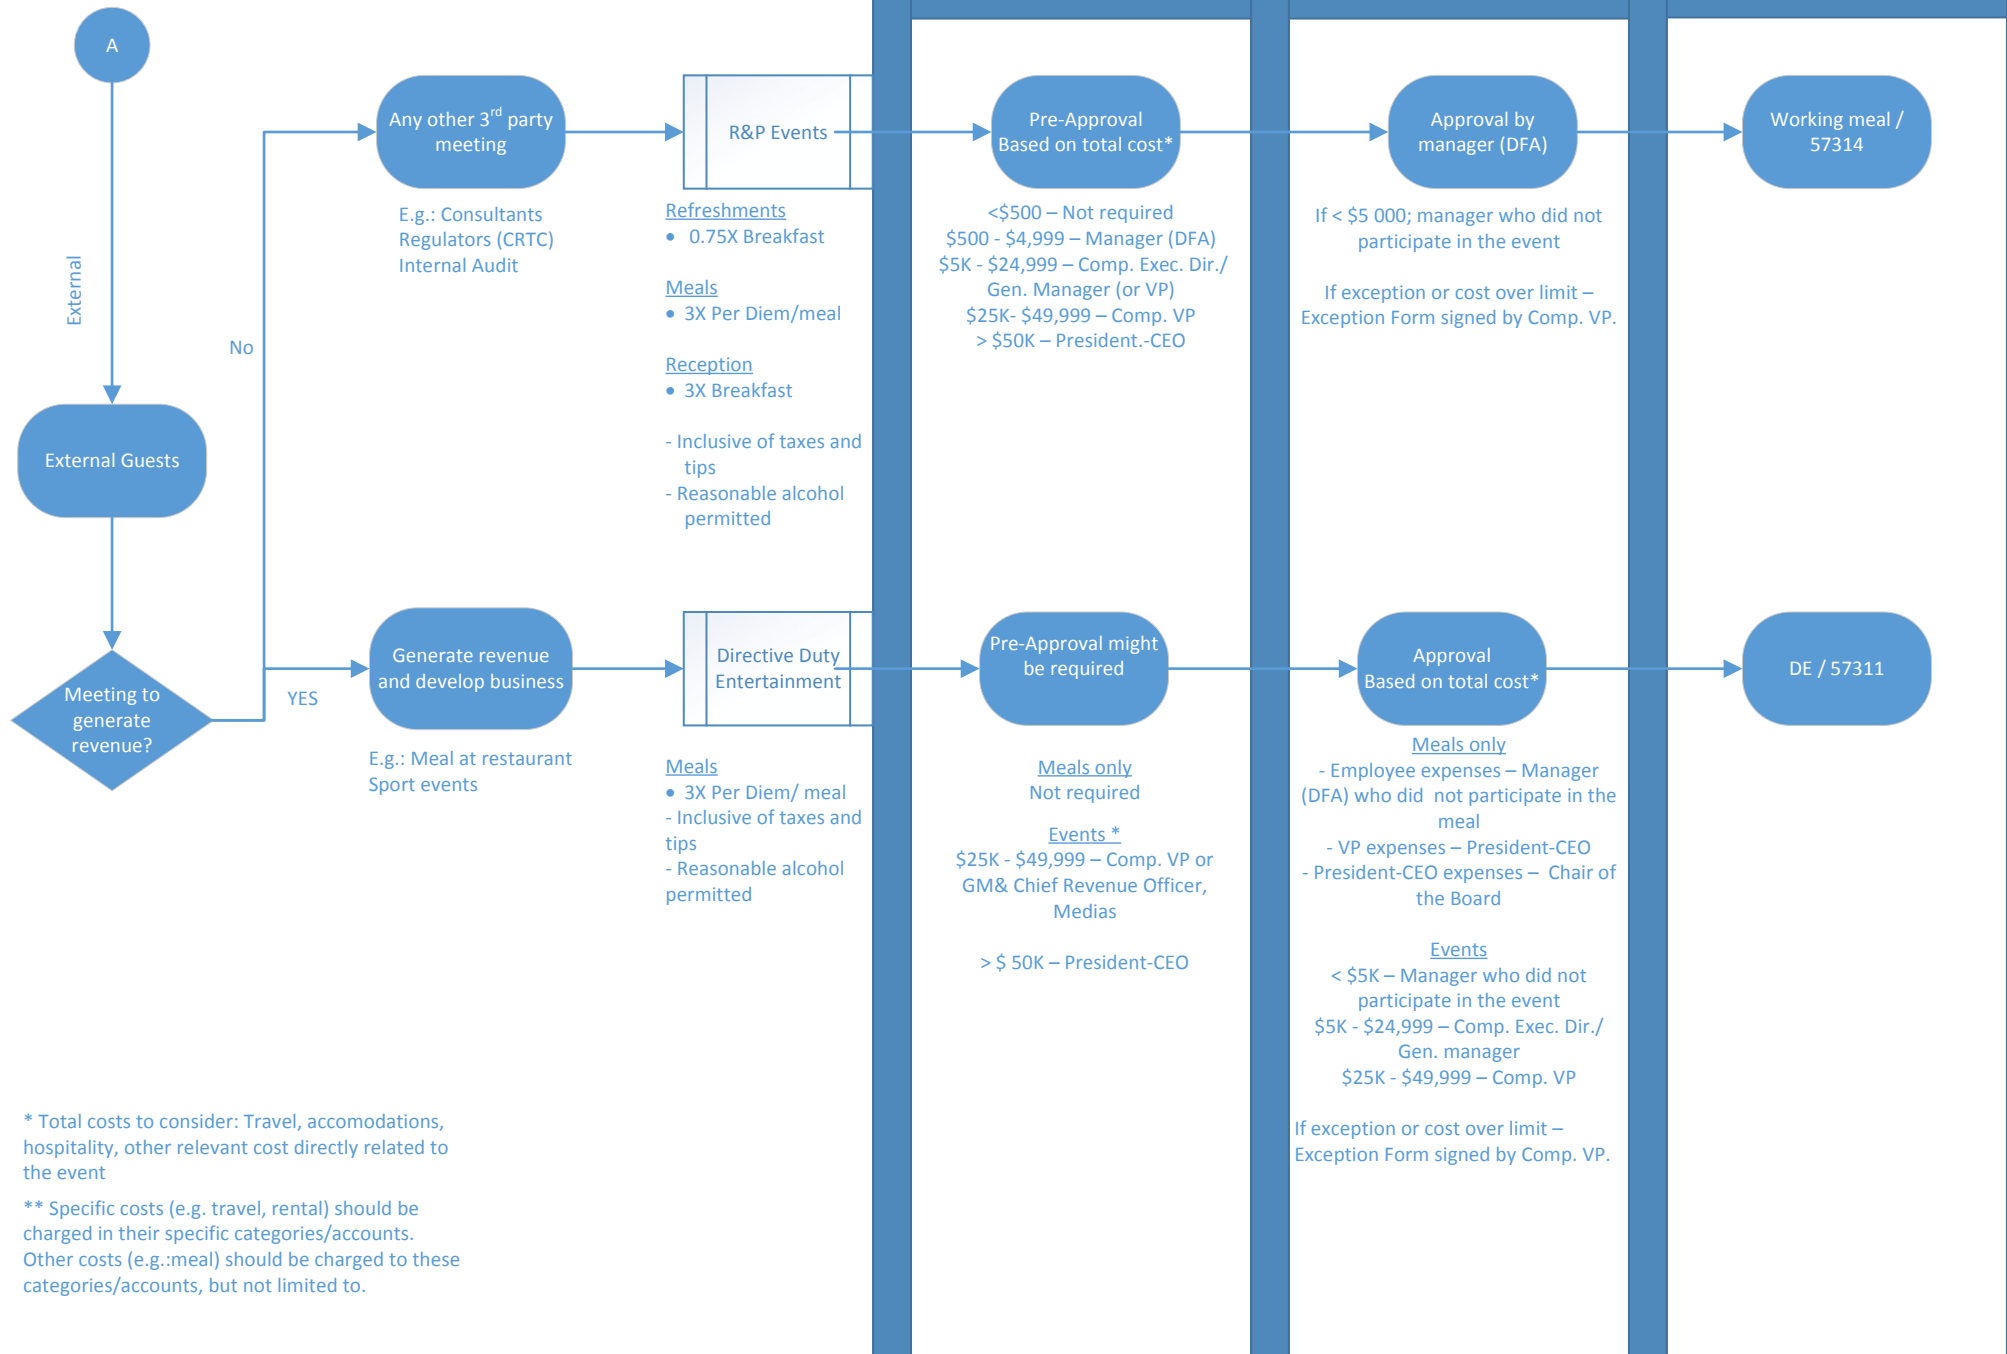 A
External
External Guests
Meeting to
generate
revenue?
No
YES
Any other 3rd party
meeting
E.g.: Consultants
Regulators (CRTC)
Internal Audit
R&P Events
Refreshments
• 0.75X Breakfast
Meals
• 3X Per Diem/meal
Reception
• 3X Breakfast
- Inclusive of taxes and
tips
- Reasonable alcohol
permitted
Pre-Approval
Based on total cost*
<$500 – Not required
$500 - $4,999 – Manager (DFA)
$5K - $24,999 – Comp. Exec. Dir./
Gen. Manager (or VP)
$25K- $49,999 – Comp. VP
> $50K – President.-CEO
Approval by
manager (DFA)
If < $5 000; manager who did not
participate in the event
If exception or cost over limit –
Exception Form signed by Comp. VP.
Working meal /
57314
Generate revenue
and develop business
E.g.: Meal at restaurant
Sport events
Directive Duty
Entertainment
Meals
• 3X Per Diem/ meal
- Inclusive of taxes and
tips
- Reasonable alcohol
permitted
Pre-Approval might
be required
Meals only
Not required
Events *
$25K - $49,999 – Comp. VP or
GM& Chief Revenue Officer,
Medias
> $ 50K – President-CEO
Approval
Based on total cost*
Meals only
- Employee expenses – Manager
(DFA) who did  not participate in the
meal
- VP expenses – President-CEO
- President-CEO expenses –  Chair of
the Board
Events
< $5K – Manager who did not
participate in the event
$5K - $24,999 – Comp. Exec. Dir./
Gen. manager
$25K - $49,999 – Comp. VP
If exception or cost over limit –
Exception Form signed by Comp. VP.
DE / 57311
* Total costs to consider: Travel, accomodations,
hospitality, other relevant cost directly related to
the event
** Specific costs (e.g. travel, rental) should be
charged in their specific categories/accounts.
Other costs (e.g.:meal) should be charged to these
categories/accounts, but not limited to.